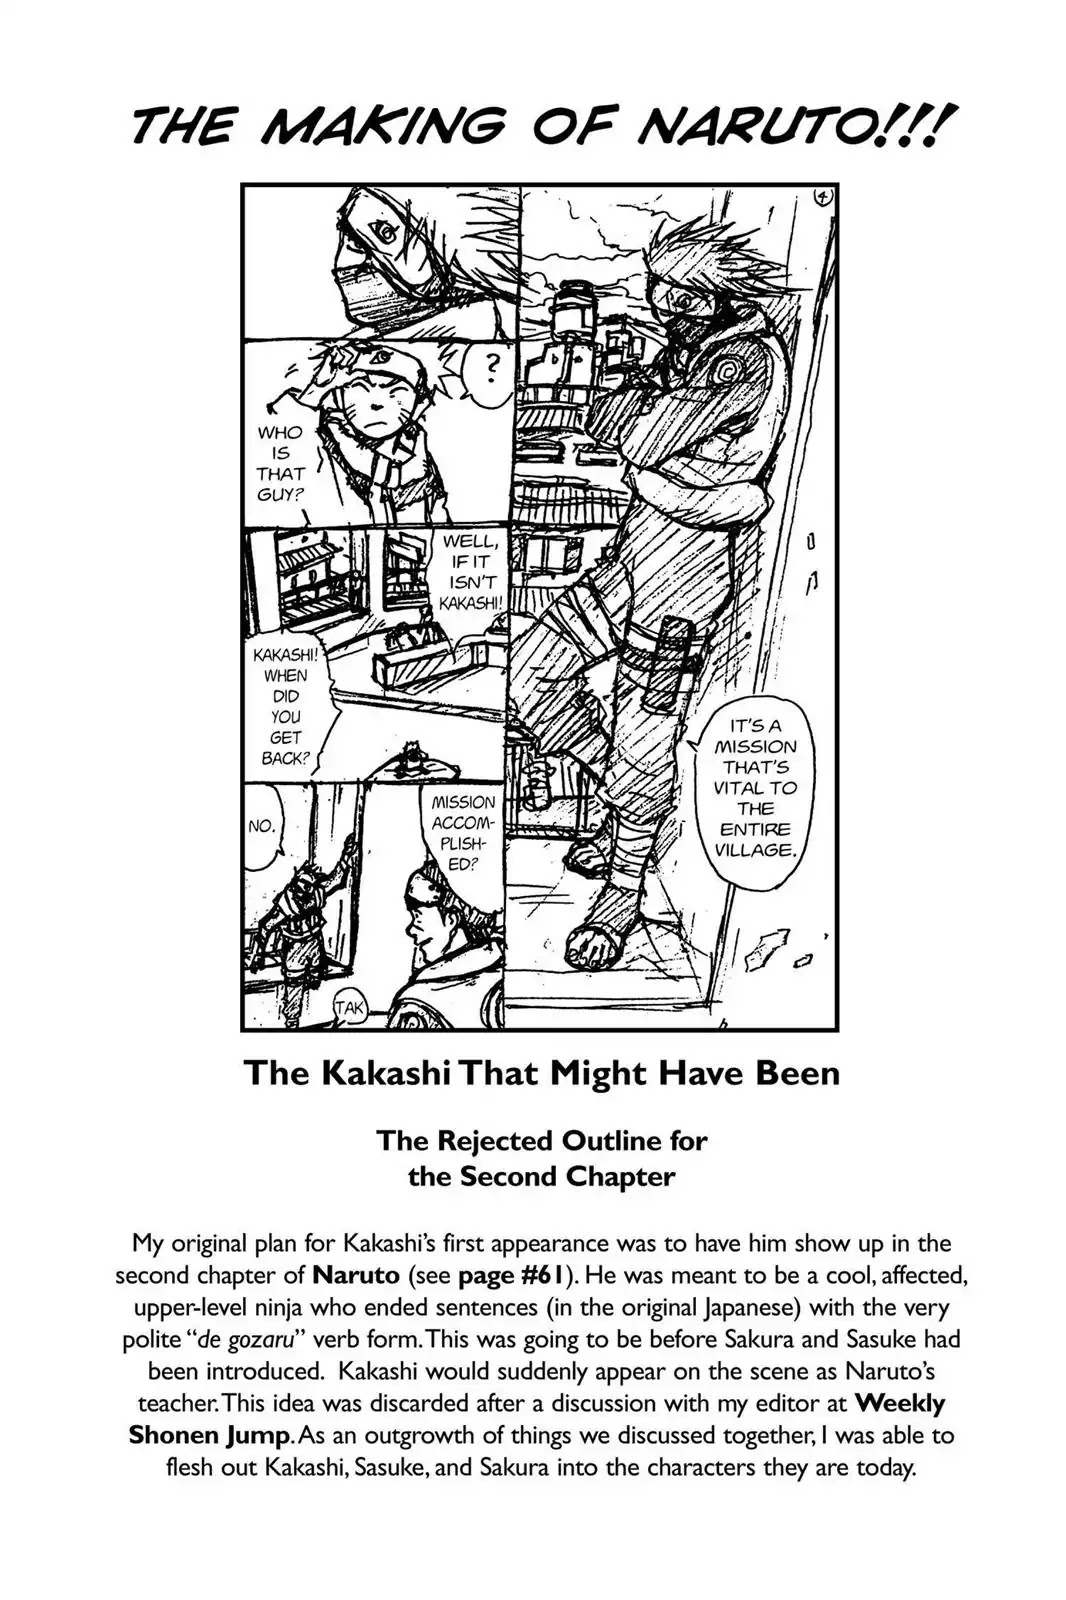 THE MAKING OF NARUTO!!!
4
IT'S A
MISSION
THAT'S
VITAL TO
THE
ENTIRE
VILLAGE.
?
WHO
IS
THAT
GUY?
WELL,
IF IT
ISN'T
KAKASHI!
KAKASHI!
WHEN
DID
YOU
GET
BACK?
MISSION
ACCOM-
PLISH-
ED?
NO.
TAK
The Kakashi That Might Have Been
The Rejected Outline for
the Second Chapter
My original plan for Kakashi's first appearance was to have him show up in the
second chapter of Naruto (see page #61). He was meant to be a cool, affected,
upper-level ninja who ended sentences (in the original Japanese) with the very
polite “de gozaru” verb form. This was going to be before Sakura and Sasuke had
been introduced. Kakashi would suddenly appear on the scene as Naruto's
teacher. This idea was discarded after a discussion with my editor at Weekly
Shonen Jump. As an outgrowth of things we discussed together, I was able to
flesh out Kakashi, Sasuke, and Sakura into the characters they are today.